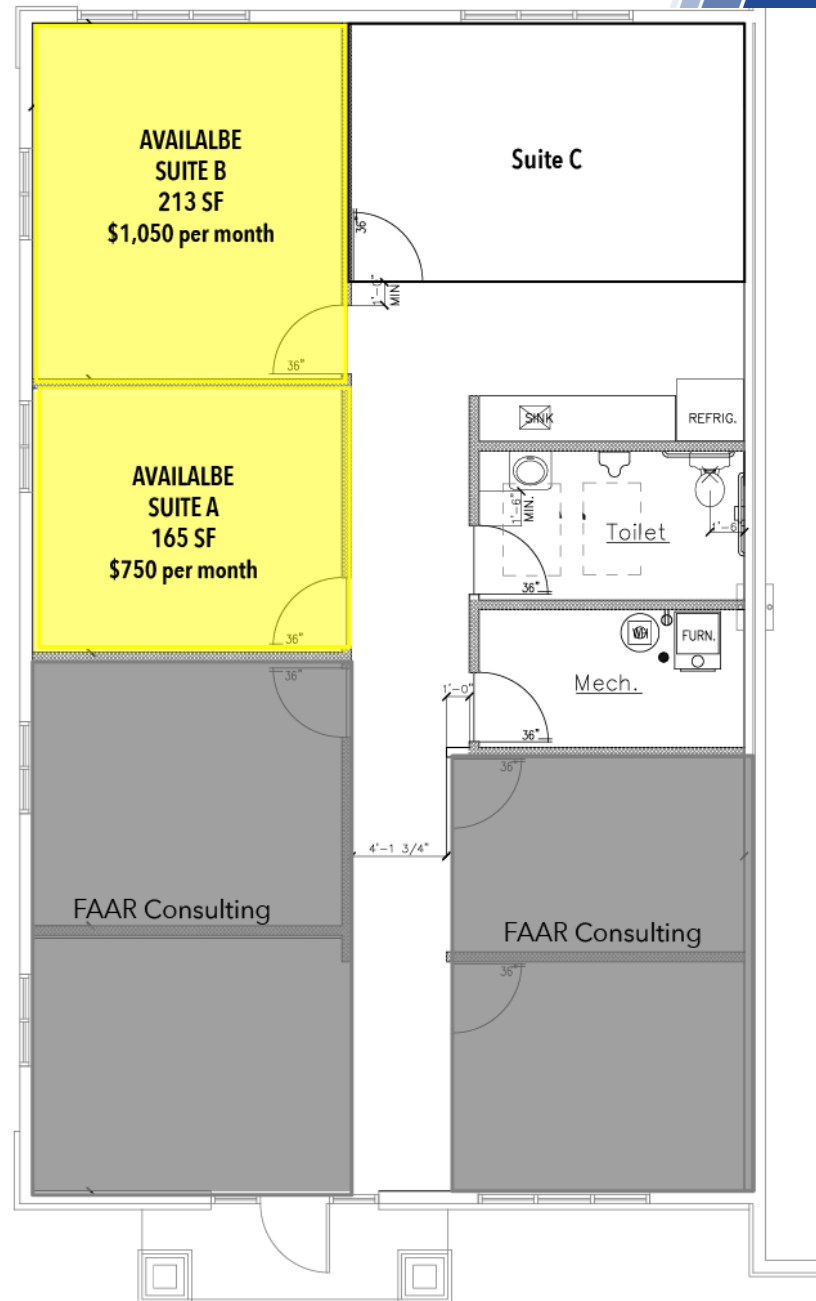 AVAILALBE
SUITE B
213 SF
$1,050 per month
36"
Suite C
36"
1'-0"
MIN
SINK
REFRIG.
AVAILALBE
SUITE A
165 SF
$750 per month
36"
1'-6"
MIN.
Toilet
1'-6"
36"
WH
FURN.
Mech.
1'-0"
36"
36"
36"
4'-1 3/4"
FAAR Consulting
FAAR Consulting
36"